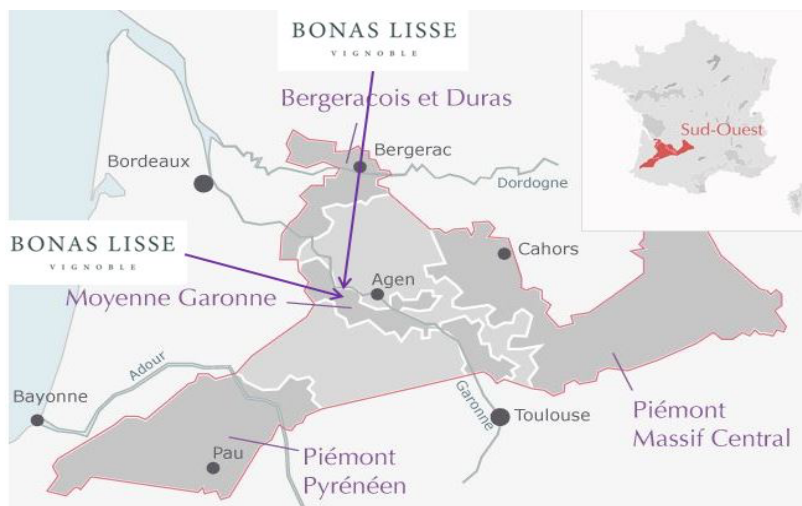 BONAS LISSE
VIGNOBLE
Bergeracois et Duras
Bergerac
Bordeaux
Dordogne
Sud-Ouest
BONAS LISSE
VIGNOBLE
Cahors
Agen
Moyenne Garonne
Adour
Bayonne
Garonne
Toulouse
Piémont
Massif Central
Pau
Piémont
Pyrénéen